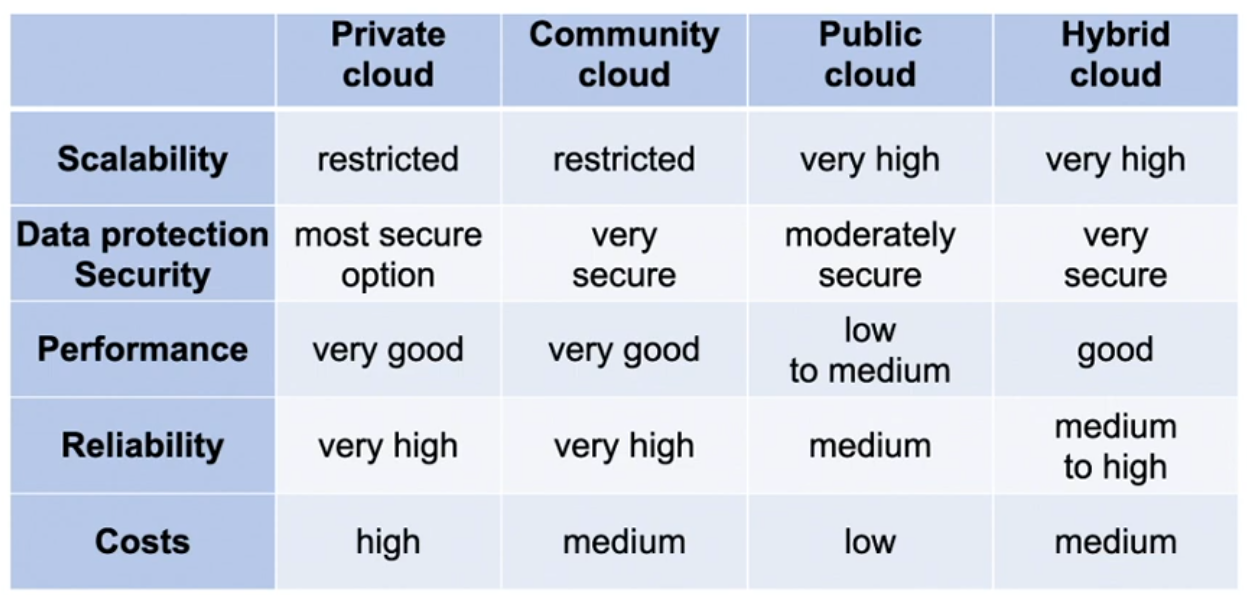 Private cloud Community cloud Public cloud Hybrid cloud
Scalability restricted restricted very high very high
Data protection Security most secure option very secure moderately secure very secure
Performance very good very good low to medium good
Reliability very high very high medium medium to high
Costs high medium low medium